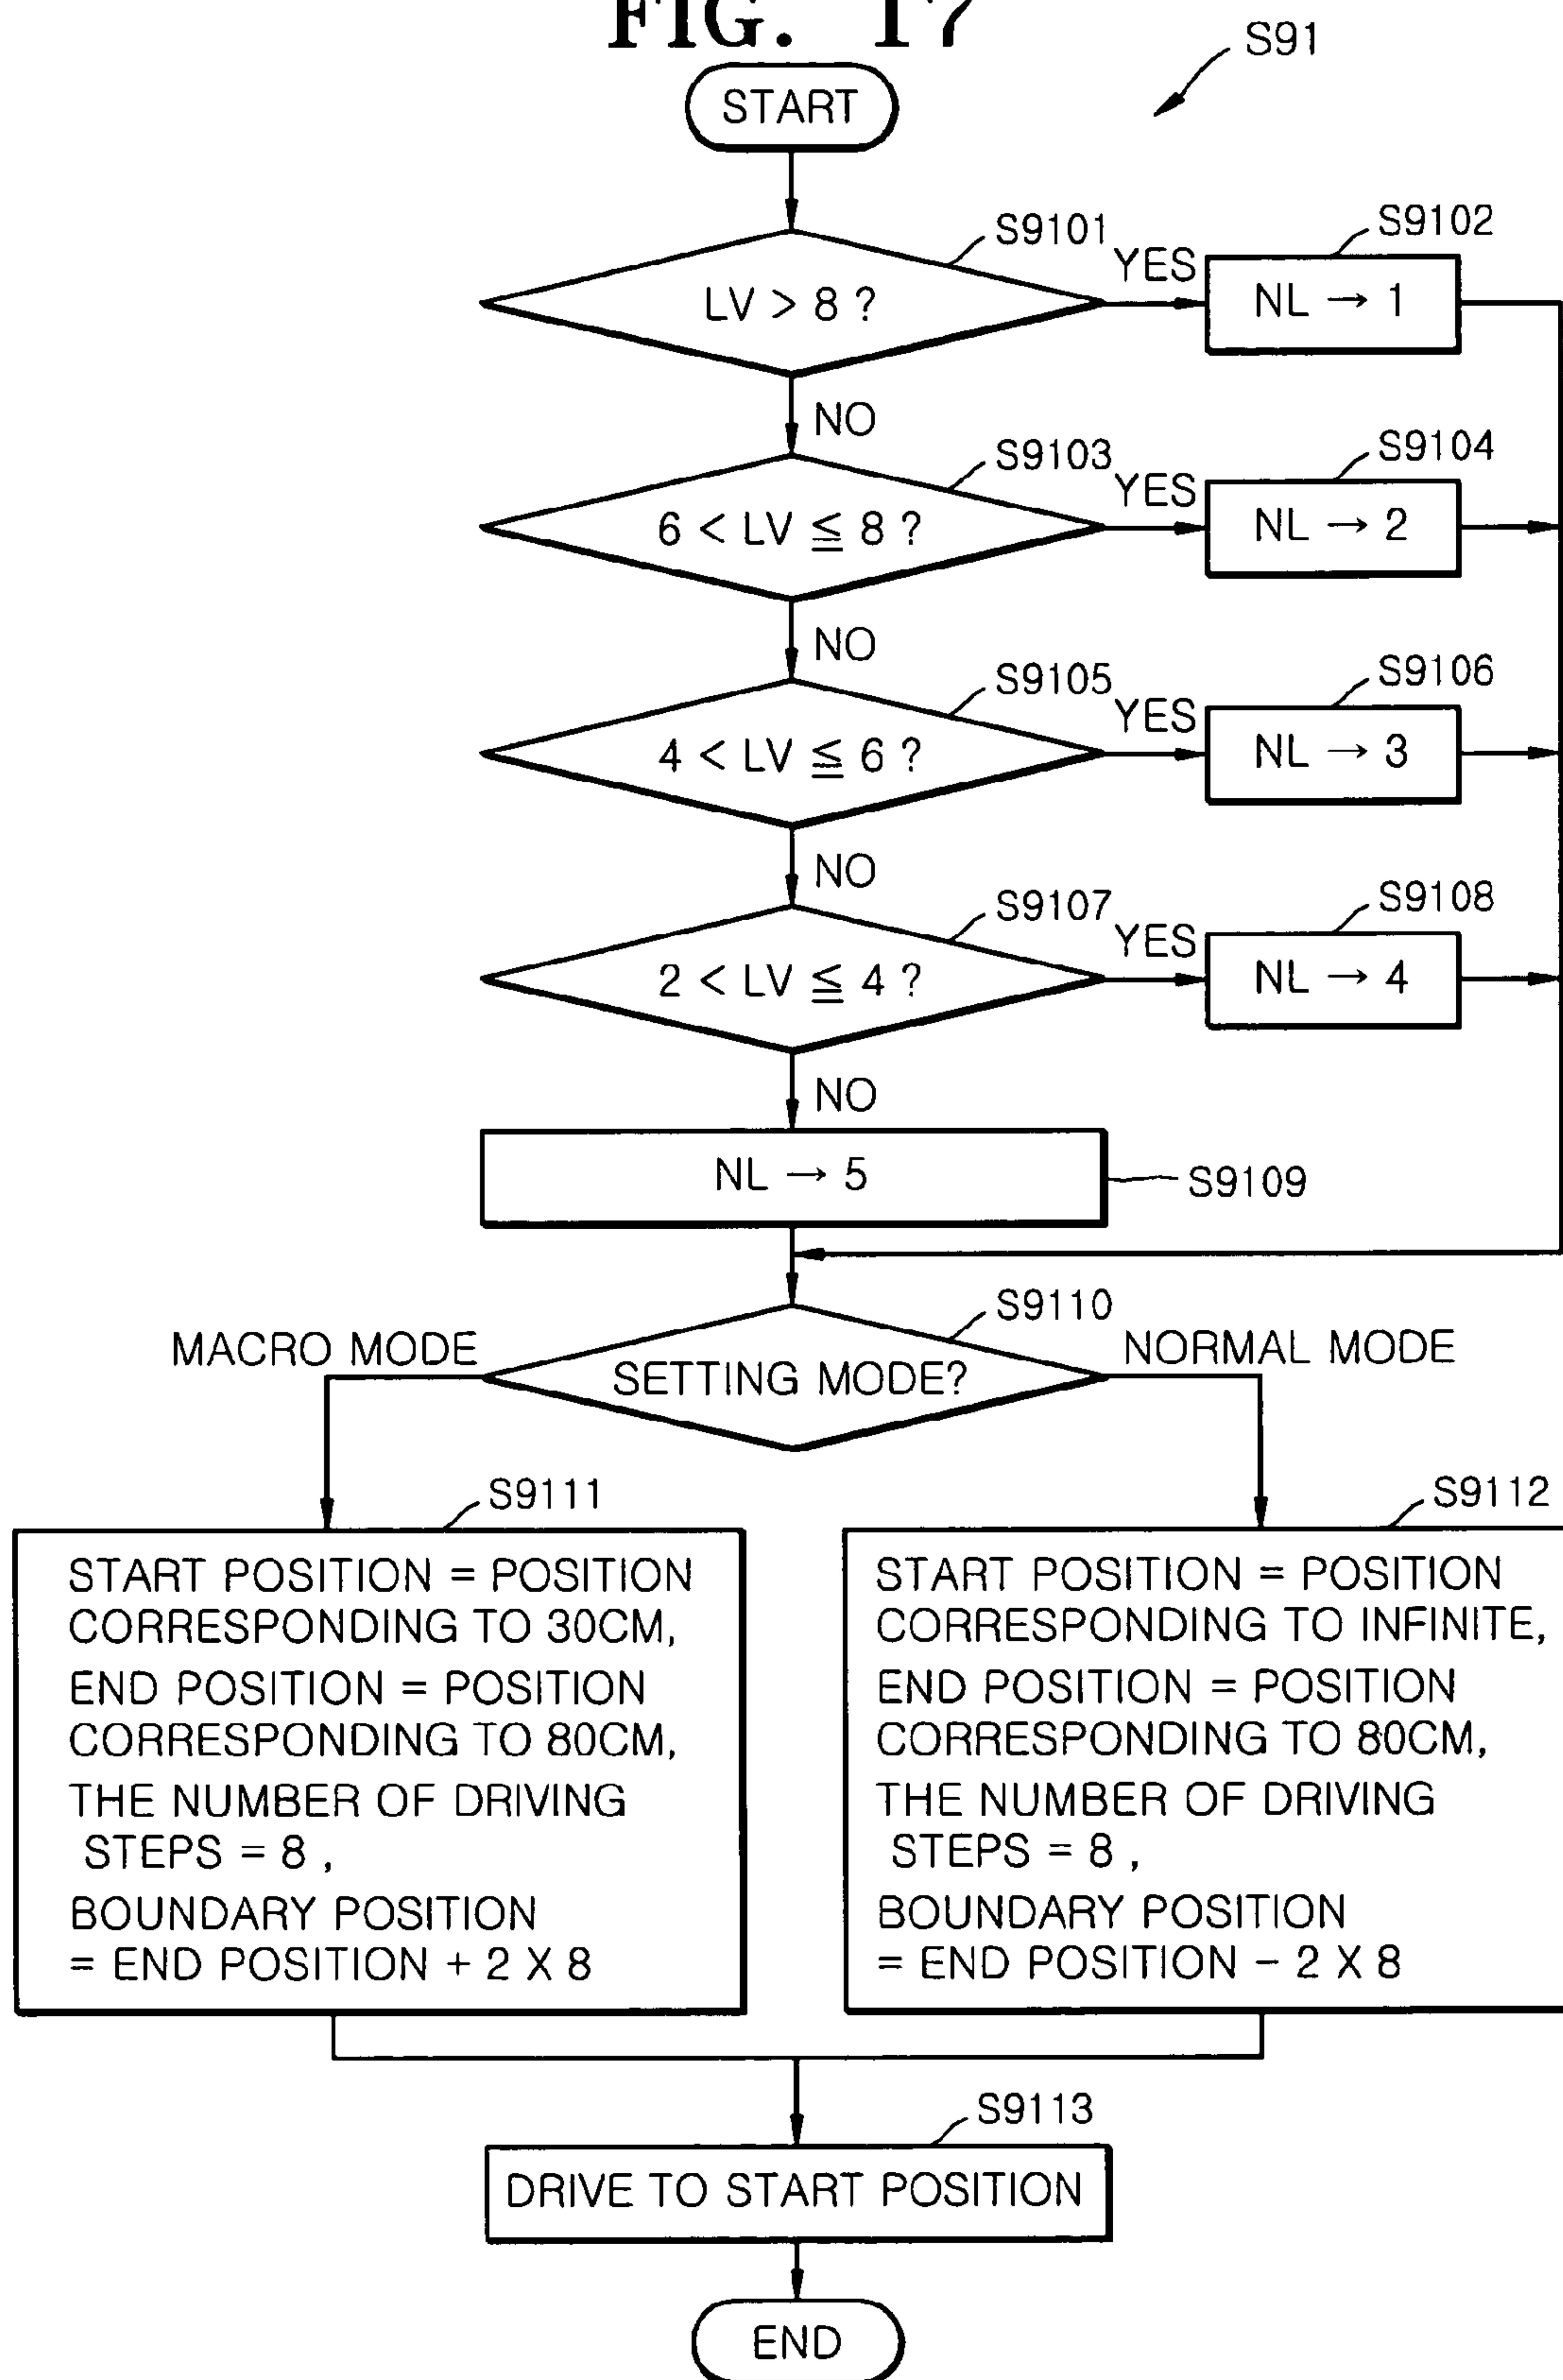 FIG. 17
S91
START
S9101
LV > 8 ?
YES
S9102
NL → 1
NO
S9103
6 < LV ≦ 8 ?
YES
S9104
NL → 2
NO
S9105
4 < LV ≦ 6 ?
YES
S9106
NL → 3
NO
S9107
2 < LV ≦ 4 ?
YES
S9108
NL → 4
NO
NL → 5
S9109
S9110
MACRO MODE
SETTING MODE?
NORMAL MODE
S9111
START POSITION = POSITION
CORRESPONDING TO 30CM,
END POSITION = POSITION
CORRESPONDING TO 80CM,
THE NUMBER OF DRIVING
STEPS = 8 ,
BOUNDARY POSITION
= END POSITION + 2 X 8
S9112
START POSITION = POSITION
CORRESPONDING TO INFINITE,
END POSITION = POSITION
CORRESPONDING TO 80CM,
THE NUMBER OF DRIVING
STEPS = 8 ,
BOUNDARY POSITION
= END POSITION − 2 X 8
S9113
DRIVE TO START POSITION
END